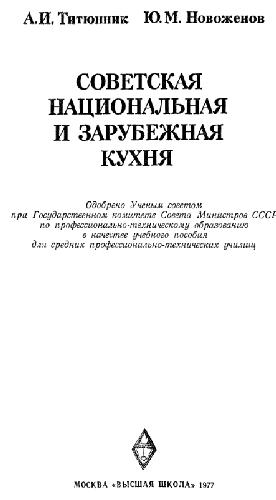 А. И. Титюнник Ю. М. Новоженов
СОВЕТСКАЯ
НАЦИОНАЛЬНАЯ
И ЗАРУБЕЖНАЯ
КУХНЯ
Одобрено Ученым советом
при Государственном комитете Совета Министров СССР
по профессионально-техническому образованию
в качестве учебного пособия
для средних профессионально-технических училищ
МОСКВА «ВЫСШАЯ ШКОЛА» 1977